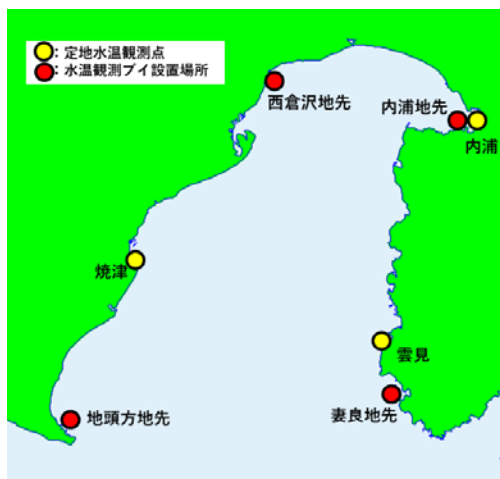 : 定地水温観測点
: 水温観測ブイ設置場所
西倉沢地先
内浦地先
内浦
焼津
雲見
地頭方地先
妻良地先